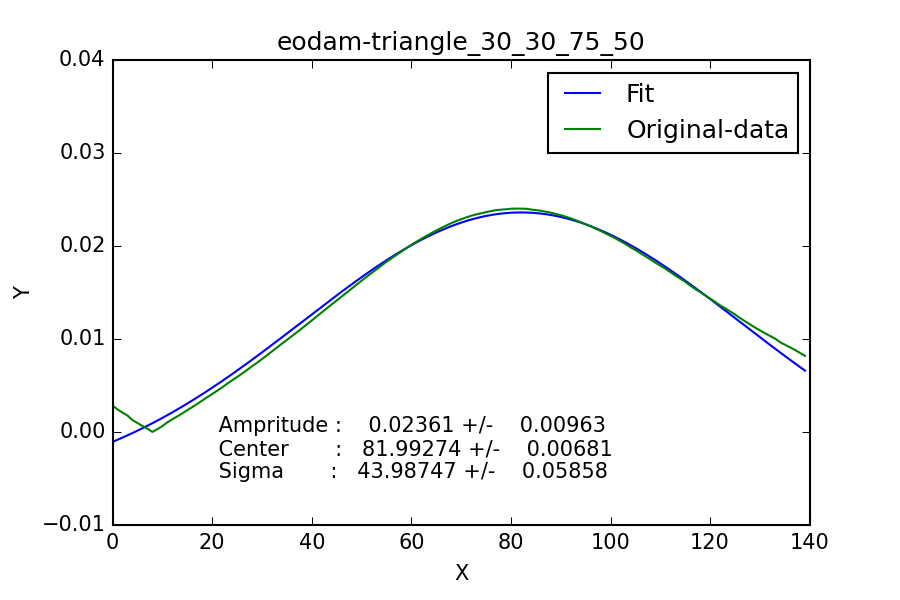 eodam-triangle_30_30_75_50
0.04
0.03
0.02
0.01
0.00
−0.01
Y
Fit
Original-data
Ampritude : 0.02361 +/- 0.00963
Center : 81.99274 +/- 0.00681
Sigma : 43.98747 +/- 0.05858
0 20 40 60 80 100 120 140
X